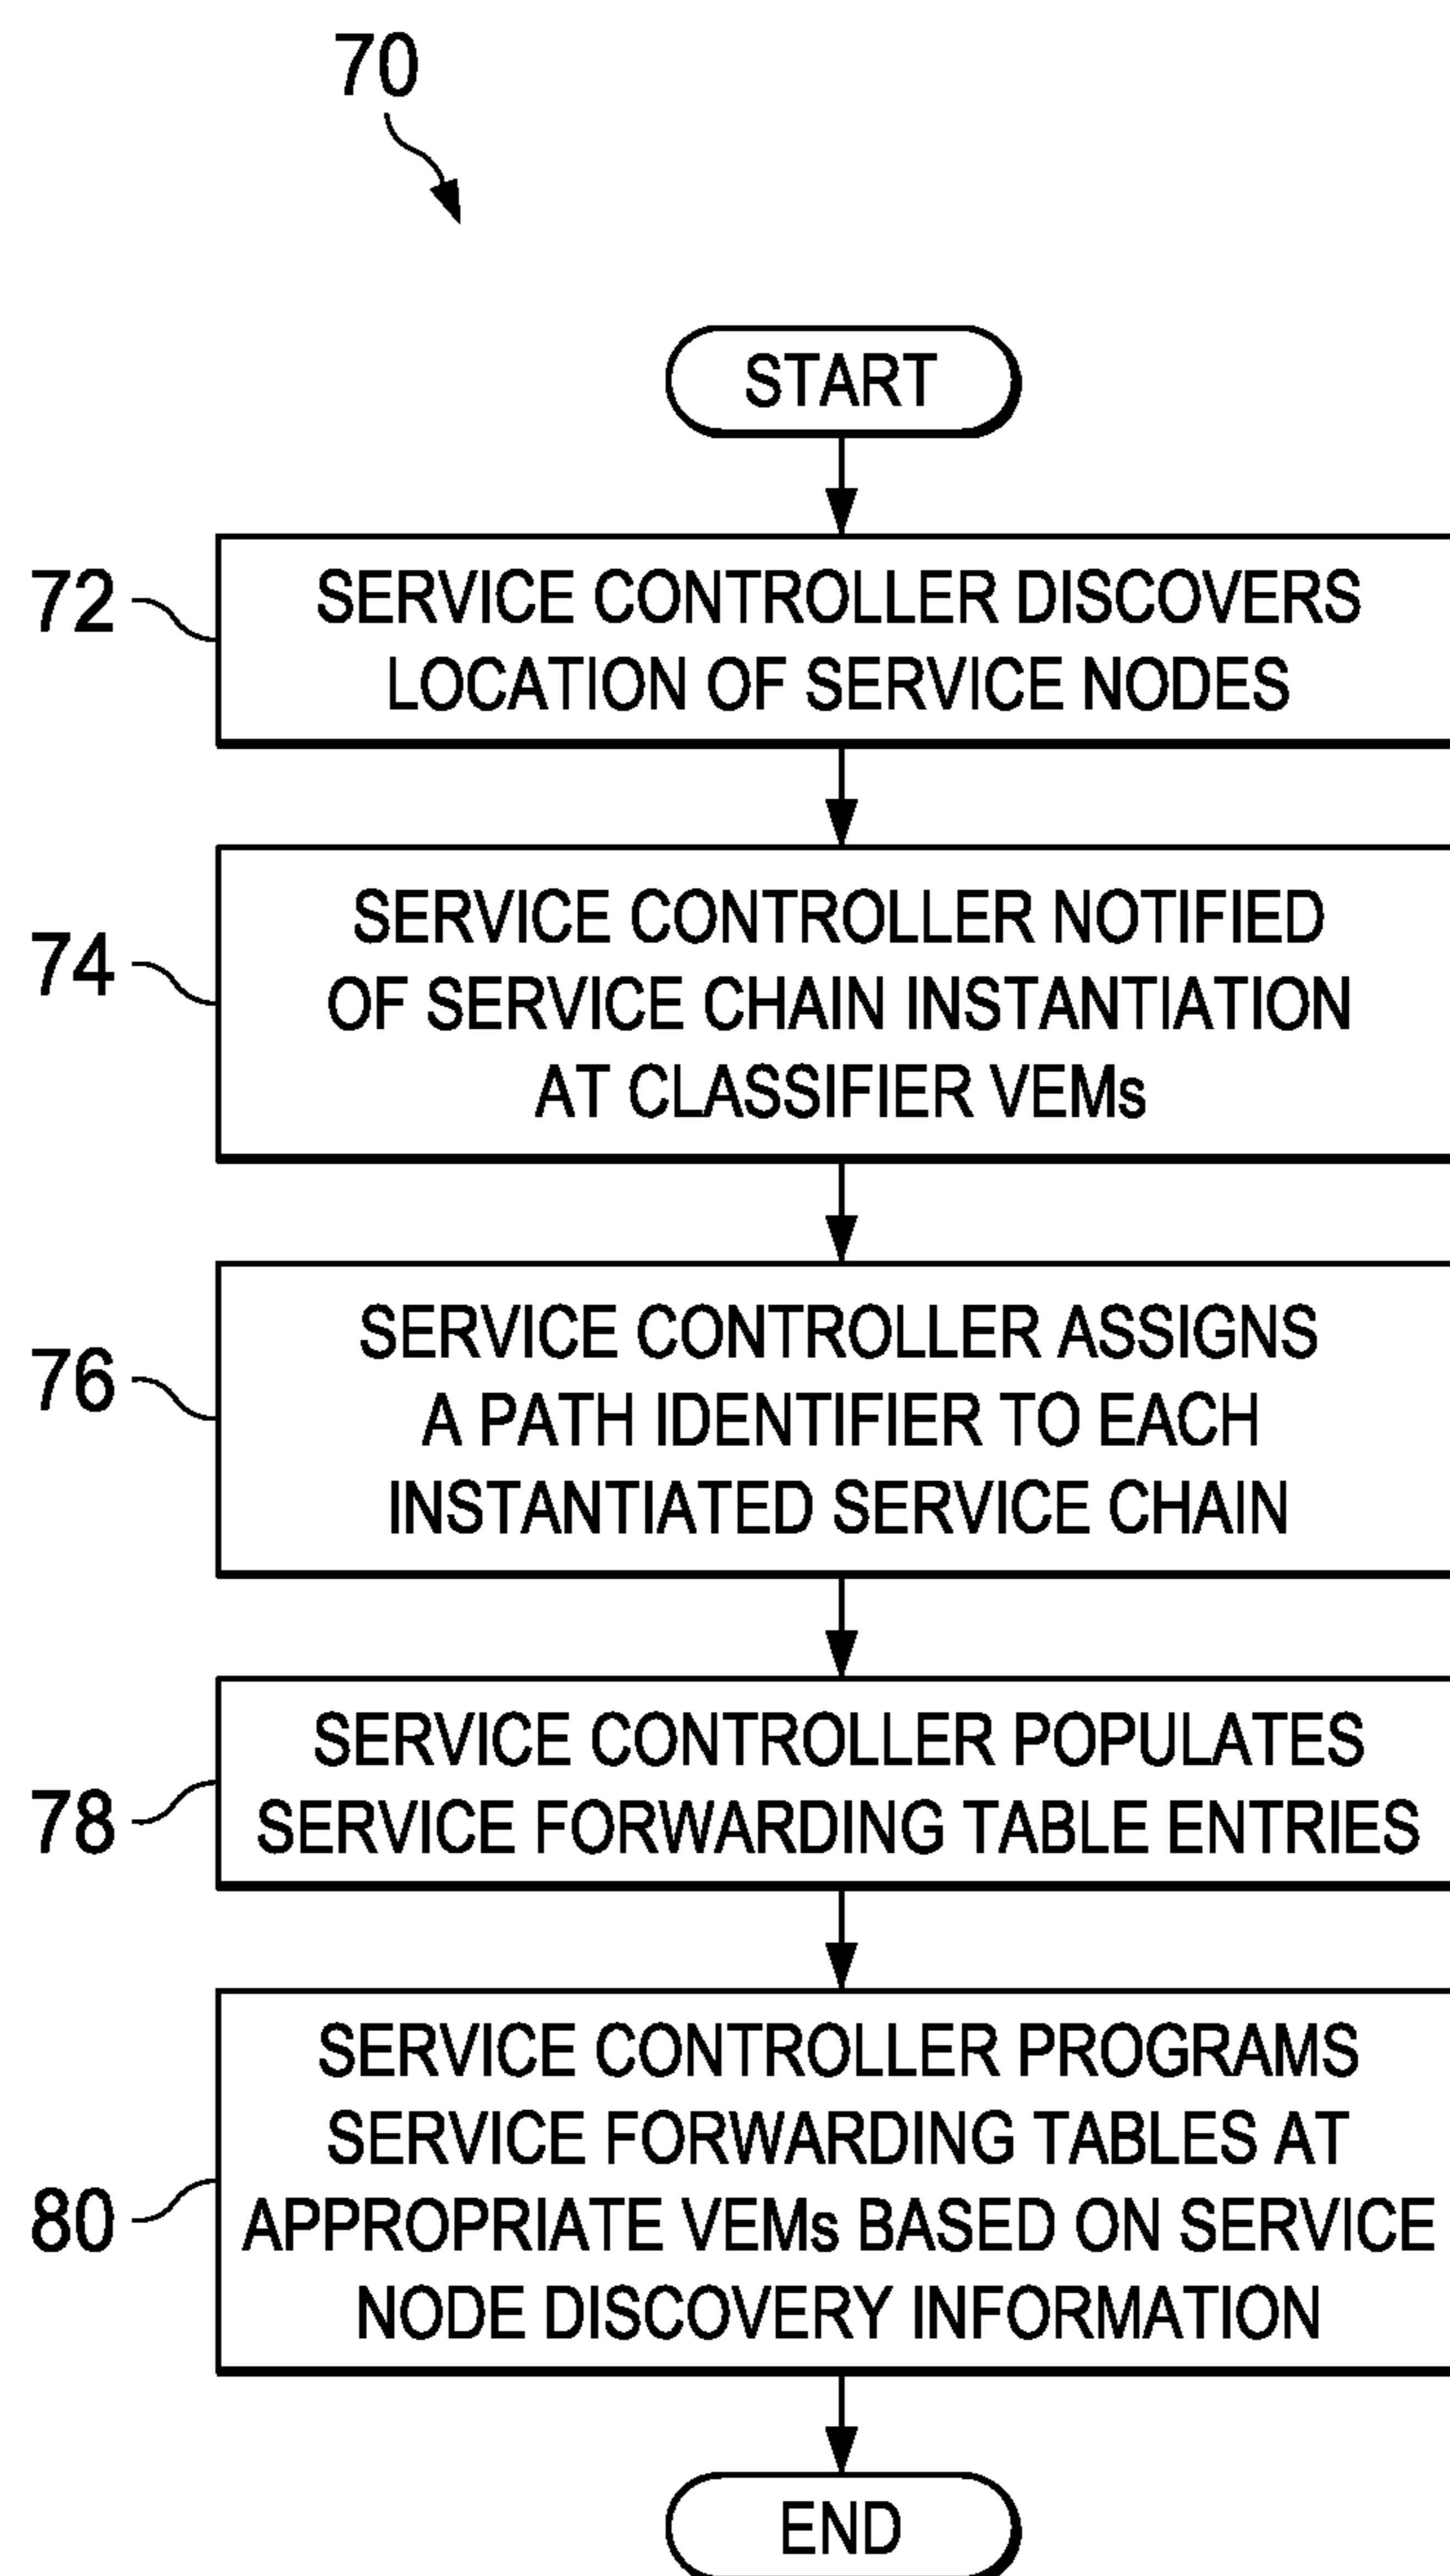 70
START
72
SERVICE CONTROLLER DISCOVERS
LOCATION OF SERVICE NODES
74
SERVICE CONTROLLER NOTIFIED
OF SERVICE CHAIN INSTANTIATION
AT CLASSIFIER VEMs
76
SERVICE CONTROLLER ASSIGNS
A PATH IDENTIFIER TO EACH
INSTANTIATED SERVICE CHAIN
78
SERVICE CONTROLLER POPULATES
SERVICE FORWARDING TABLE ENTRIES
80
SERVICE CONTROLLER PROGRAMS
SERVICE FORWARDING TABLES AT
APPROPRIATE VEMs BASED ON SERVICE
NODE DISCOVERY INFORMATION
END